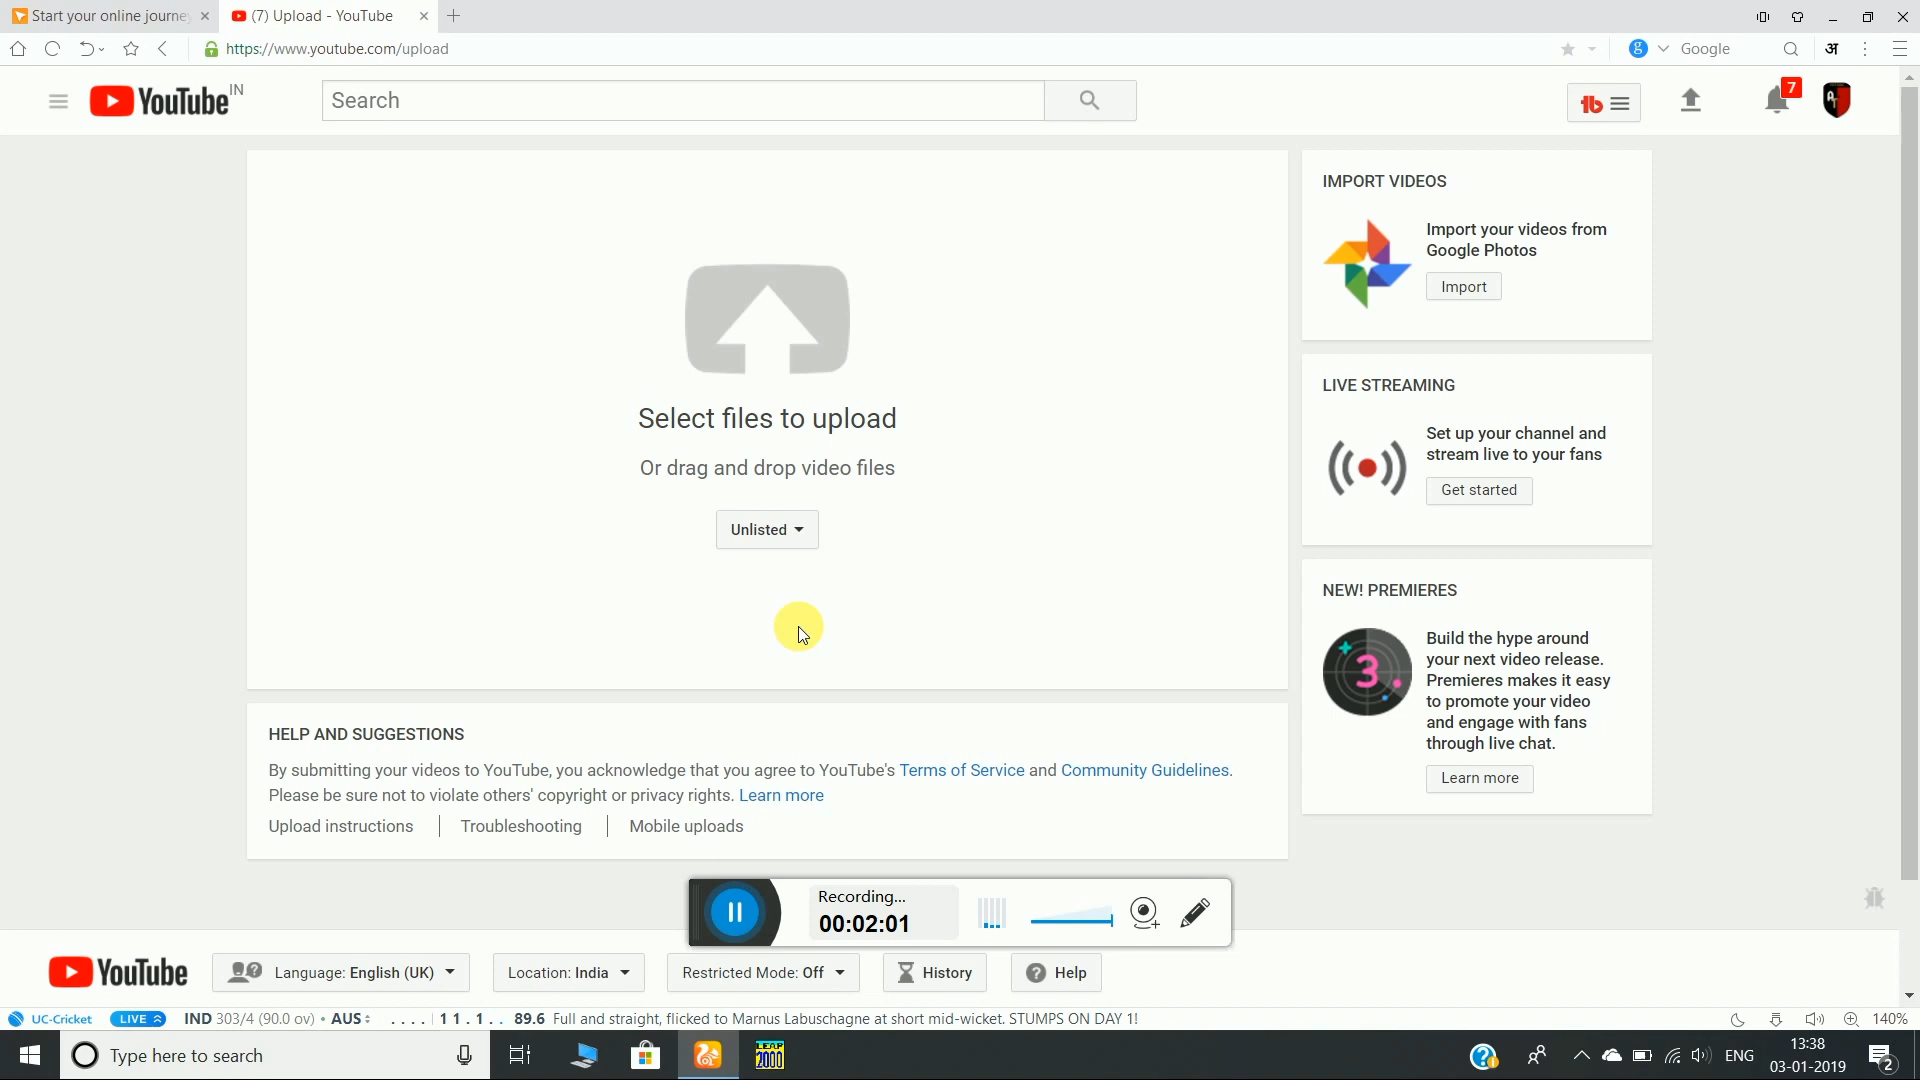 Start your online journe
(7) Upload - YouTube
https://www.youtube.com/upload
Google
अ
YouTube IN
Search
7
IMPORT VIDEOS
Import your videos from
Google Photos
Import
Select files to upload
Or drag and drop video files
Unlisted
LIVE STREAMING
Set up your channel and
stream live to your fans
Get started
NEW! PREMIERES
3
Build the hype around
your next video release.
Premieres makes it easy
to promote your video
and engage with fans
through live chat.
Learn more
HELP AND SUGGESTIONS
By submitting your videos to YouTube, you acknowledge that you agree to YouTube's Terms of Service and Community Guidelines.
Please be sure not to violate others' copyright or privacy rights. Learn more
Upload instructions
Troubleshooting
Mobile uploads
Recording...
00:02:01
YouTube
Language: English (UK)
Location: India
Restricted Mode: Off
History
Help
UC-Cricket LIVE IND 303/4 (90.0 ov) • AUS .... | 1 1 . 1 . . 89.6 Full and straight, flicked to Marnus Labuschagne at short mid-wicket. STUMPS ON DAY 1!
140%
Type here to search
LEAP 2000
ENG
13:38
03-01-2019
2